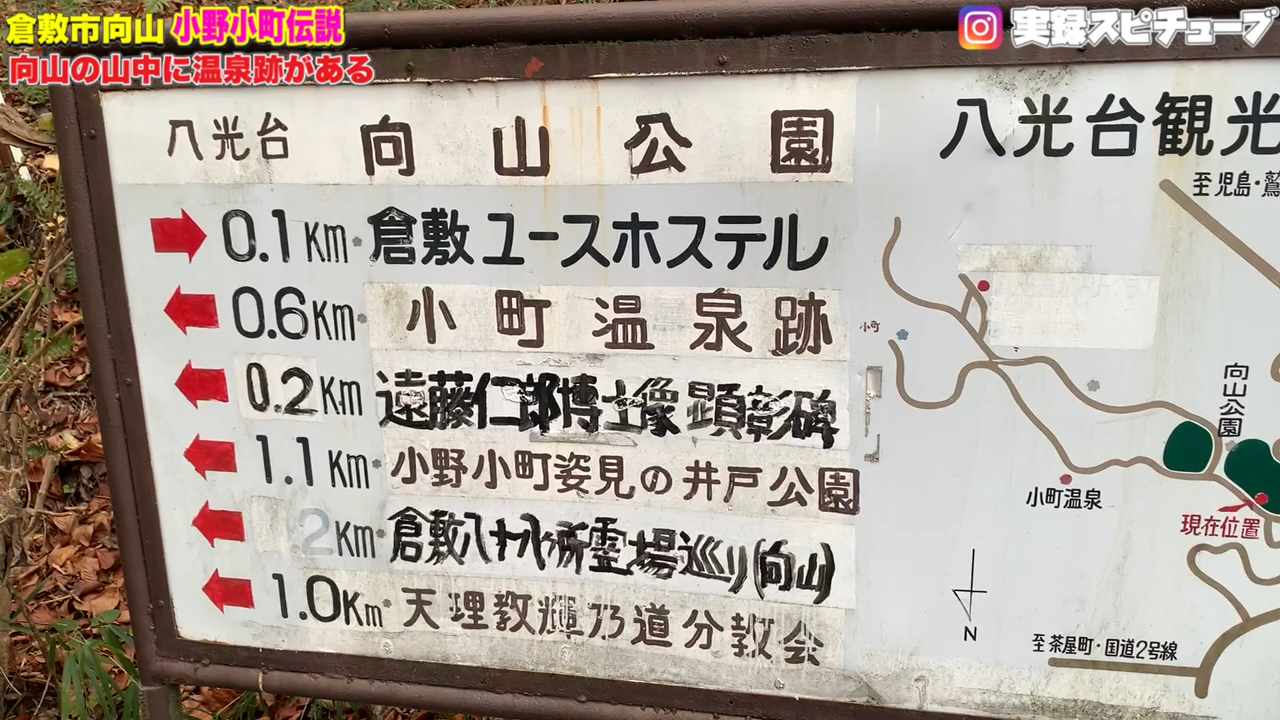 倉敷市向山 小野小町伝説
向山の山中に温泉跡がある
実録スピチューブ
八光台 向山公園
0.1Km 倉敷ユースホステル
0.6Km 小町温泉跡
0.2Km 遠藤仁郎博士像 顕彰碑
1.1Km 小野小町姿見の井戸公園
2Km 倉敷八十八ヶ所霊場巡り(向山)
1.0Km 天理教輝乃道分教会
八光台観光
至児島・鷲
小町
向山公園
小町温泉
現在位置
N
至茶屋町・国道2号線